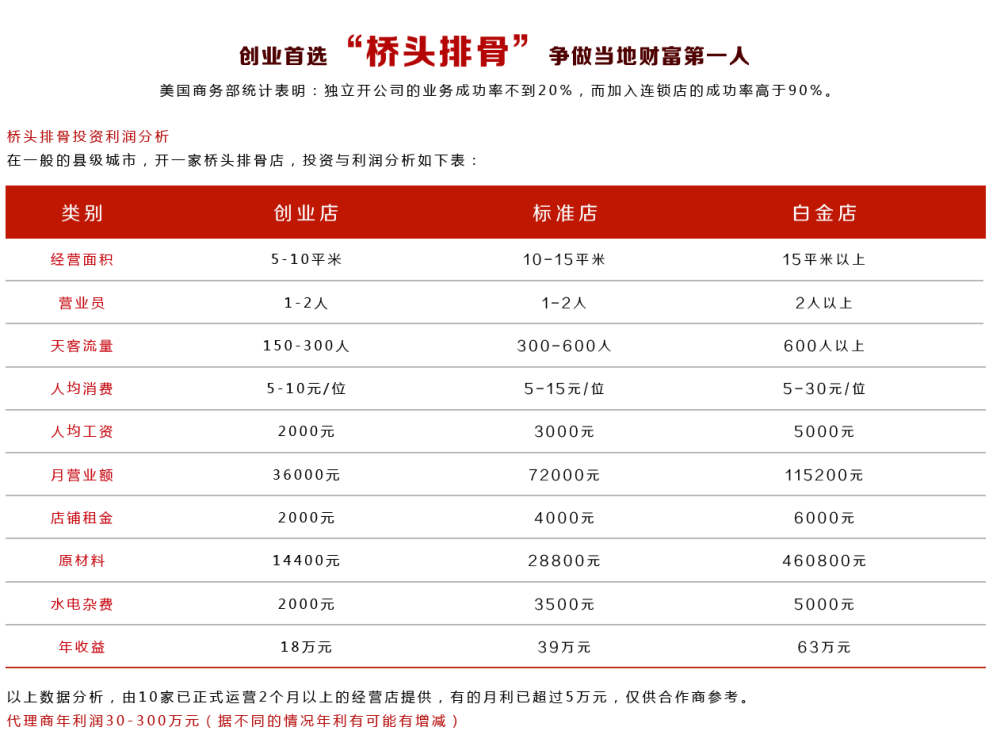 创业首选 “桥头排骨” 争做当地财富第一人
美国商务部统计表明：独立开公司的业务成功率不到20%，而加入连锁店的成功率高于90%。
桥头排骨投资利润分析
在一般的县级城市，开一家桥头排骨店，投资与利润分析如下表：
类别 创业店 标准店 白金店
经营面积 5-10平米 10-15平米 15平米以上
营业员 1-2人 1-2人 2人以上
天客流量 150-300人 300-600人 600人以上
人均消费 5-10元/位 5-15元/位 5-30元/位
人均工资 2000元 3000元 5000元
月营业额 36000元 72000元 115200元
店铺租金 2000元 4000元 6000元
原材料 14400元 28800元 460800元
水电杂费 2000元 3500元 5000元
年收益 18万元 39万元 63万元
以上数据分析，由10家已正式运营2个月以上的经营店提供，有的月利已超过5万元，仅供合作商参考。
代理商年利润30-300万元（据不同的情况年利有可能有增减）